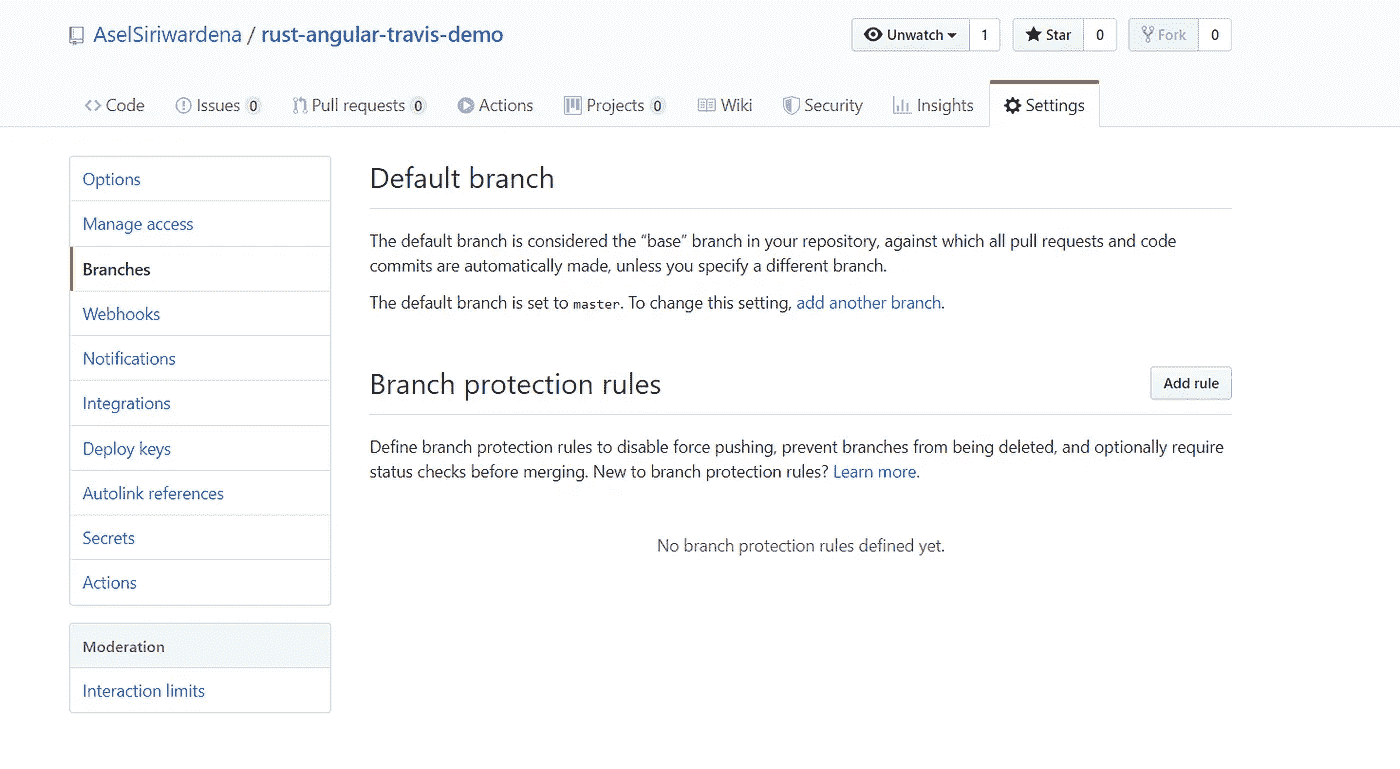 AselSiriwardena / rust-angular-travis-demo
Unwatch 1 Star 0 Fork 0
Code Issues 0 Pull requests 0 Actions Projects 0 Wiki Security Insights Settings
Options
Manage access
Branches
Webhooks
Notifications
Integrations
Deploy keys
Autolink references
Secrets
Actions
Moderation
Interaction limits
Default branch
The default branch is considered the “base” branch in your repository, against which all pull requests and code
commits are automatically made, unless you specify a different branch.
The default branch is set to master. To change this setting, add another branch.
Branch protection rules
Add rule
Define branch protection rules to disable force pushing, prevent branches from being deleted, and optionally require
status checks before merging. New to branch protection rules? Learn more.
No branch protection rules defined yet.